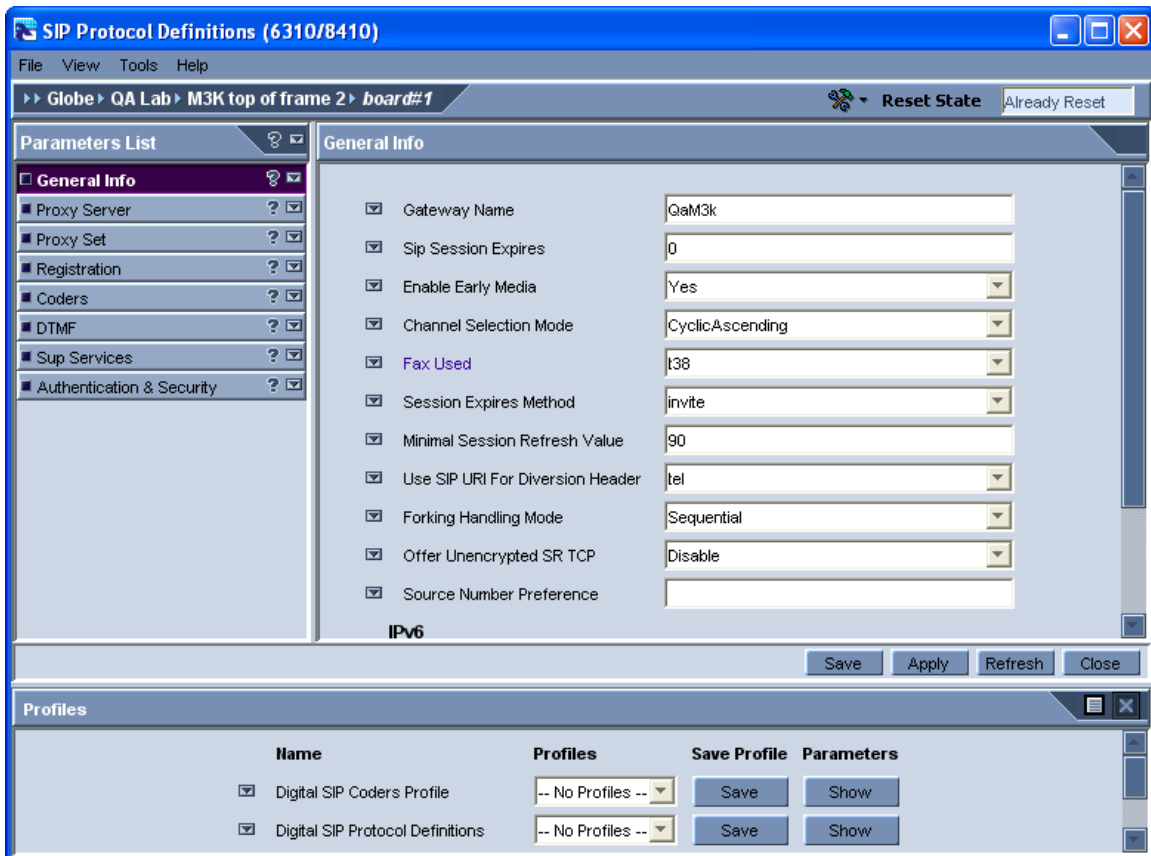 SIP Protocol Definitions (6310/8410)
File View Tools Help
Globe QA Lab M3K top of frame 2 board#1 Reset State Already Reset
Parameters List
General Info
Proxy Server
Proxy Set
Registration
Coders
DTMF
Sup Services
Authentication & Security
General Info
Gateway Name QaM3k
Sip Session Expires 0
Enable Early Media Yes
Channel Selection Mode CyclicAscending
Fax Used t38
Session Expires Method invite
Minimal Session Refresh Value 90
Use SIP URI For Diversion Header tel
Forking Handling Mode Sequential
Offer Unencrypted SR TCP Disable
Source Number Preference
IPv6
Save Apply Refresh Close
Profiles
Name Profiles Save Profile Parameters
Digital SIP Coders Profile -- No Profiles -- Save Show
Digital SIP Protocol Definitions -- No Profiles -- Save Show